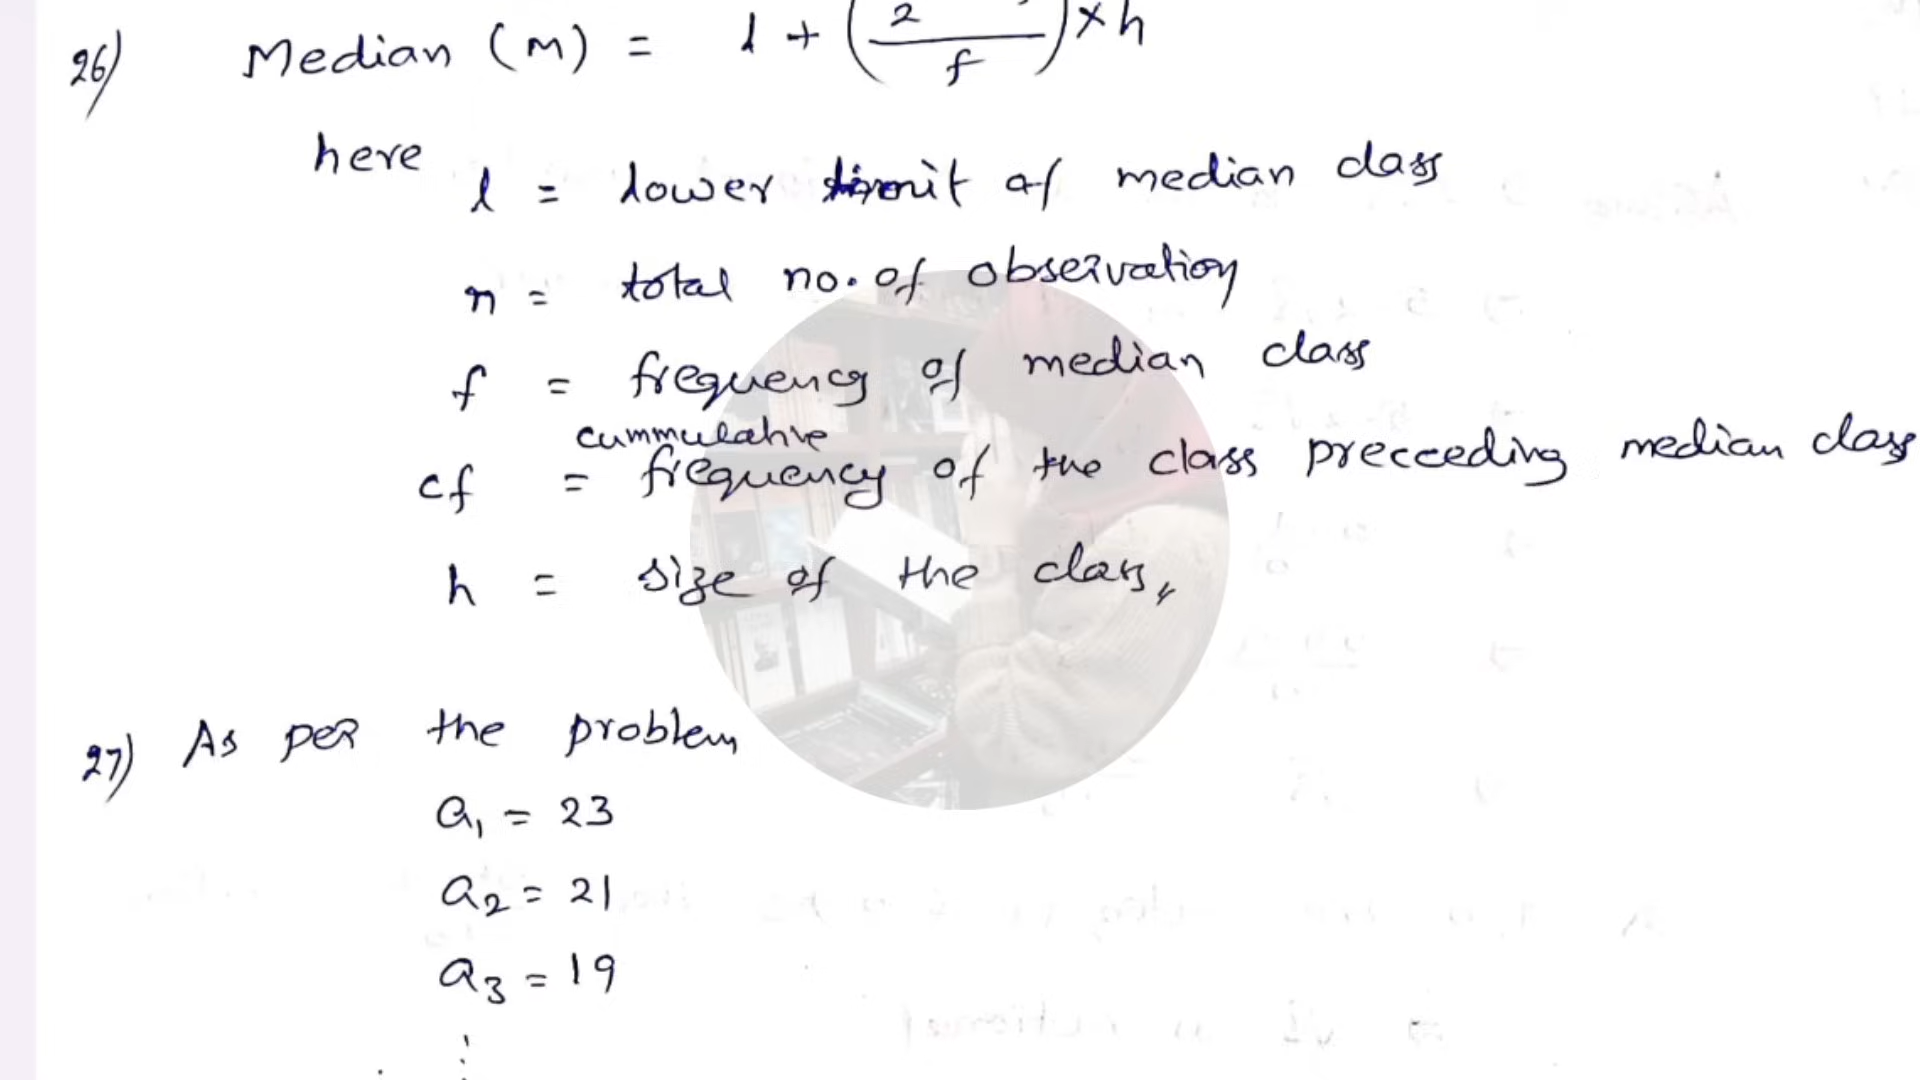 26) Median (M) = l + (2 / f) × h
here l = lower limit of median class
n = total no. of observation
f = frequency of median class
cummulative
cf = frequency of the class precceeding median class
h = size of the class,
27) As per the problem
a₁ = 23
a₂ = 21
a₃ = 19
⋮